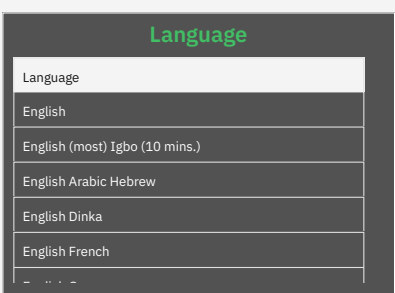 Language
Language
English
English (most) Igbo (10 mins.)
English Arabic Hebrew
English Dinka
English French